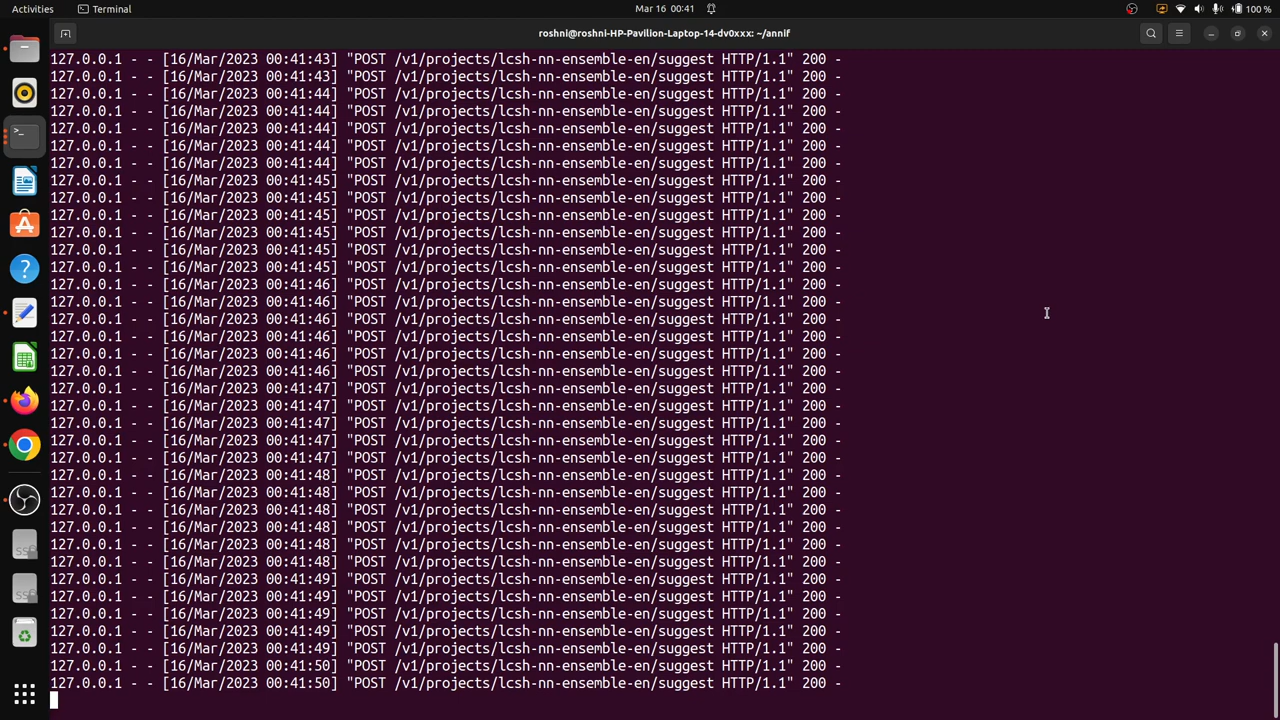 Activities
Terminal
Mar 16 00:41
100 %
roshni@roshni-HP-Pavilion-Laptop-14-dv0xxx: ~/annif
127.0.0.1 - - [16/Mar/2023 00:41:43] "POST /v1/projects/lcsh-nn-ensemble-en/suggest HTTP/1.1" 200 -
127.0.0.1 - - [16/Mar/2023 00:41:43] "POST /v1/projects/lcsh-nn-ensemble-en/suggest HTTP/1.1" 200 -
127.0.0.1 - - [16/Mar/2023 00:41:44] "POST /v1/projects/lcsh-nn-ensemble-en/suggest HTTP/1.1" 200 -
127.0.0.1 - - [16/Mar/2023 00:41:44] "POST /v1/projects/lcsh-nn-ensemble-en/suggest HTTP/1.1" 200 -
127.0.0.1 - - [16/Mar/2023 00:41:44] "POST /v1/projects/lcsh-nn-ensemble-en/suggest HTTP/1.1" 200 -
127.0.0.1 - - [16/Mar/2023 00:41:44] "POST /v1/projects/lcsh-nn-ensemble-en/suggest HTTP/1.1" 200 -
127.0.0.1 - - [16/Mar/2023 00:41:44] "POST /v1/projects/lcsh-nn-ensemble-en/suggest HTTP/1.1" 200 -
127.0.0.1 - - [16/Mar/2023 00:41:45] "POST /v1/projects/lcsh-nn-ensemble-en/suggest HTTP/1.1" 200 -
127.0.0.1 - - [16/Mar/2023 00:41:45] "POST /v1/projects/lcsh-nn-ensemble-en/suggest HTTP/1.1" 200 -
127.0.0.1 - - [16/Mar/2023 00:41:45] "POST /v1/projects/lcsh-nn-ensemble-en/suggest HTTP/1.1" 200 -
127.0.0.1 - - [16/Mar/2023 00:41:45] "POST /v1/projects/lcsh-nn-ensemble-en/suggest HTTP/1.1" 200 -
127.0.0.1 - - [16/Mar/2023 00:41:45] "POST /v1/projects/lcsh-nn-ensemble-en/suggest HTTP/1.1" 200 -
127.0.0.1 - - [16/Mar/2023 00:41:45] "POST /v1/projects/lcsh-nn-ensemble-en/suggest HTTP/1.1" 200 -
127.0.0.1 - - [16/Mar/2023 00:41:46] "POST /v1/projects/lcsh-nn-ensemble-en/suggest HTTP/1.1" 200 -
127.0.0.1 - - [16/Mar/2023 00:41:46] "POST /v1/projects/lcsh-nn-ensemble-en/suggest HTTP/1.1" 200 -
127.0.0.1 - - [16/Mar/2023 00:41:46] "POST /v1/projects/lcsh-nn-ensemble-en/suggest HTTP/1.1" 200 -
127.0.0.1 - - [16/Mar/2023 00:41:46] "POST /v1/projects/lcsh-nn-ensemble-en/suggest HTTP/1.1" 200 -
127.0.0.1 - - [16/Mar/2023 00:41:46] "POST /v1/projects/lcsh-nn-ensemble-en/suggest HTTP/1.1" 200 -
127.0.0.1 - - [16/Mar/2023 00:41:46] "POST /v1/projects/lcsh-nn-ensemble-en/suggest HTTP/1.1" 200 -
127.0.0.1 - - [16/Mar/2023 00:41:47] "POST /v1/projects/lcsh-nn-ensemble-en/suggest HTTP/1.1" 200 -
127.0.0.1 - - [16/Mar/2023 00:41:47] "POST /v1/projects/lcsh-nn-ensemble-en/suggest HTTP/1.1" 200 -
127.0.0.1 - - [16/Mar/2023 00:41:47] "POST /v1/projects/lcsh-nn-ensemble-en/suggest HTTP/1.1" 200 -
127.0.0.1 - - [16/Mar/2023 00:41:47] "POST /v1/projects/lcsh-nn-ensemble-en/suggest HTTP/1.1" 200 -
127.0.0.1 - - [16/Mar/2023 00:41:47] "POST /v1/projects/lcsh-nn-ensemble-en/suggest HTTP/1.1" 200 -
127.0.0.1 - - [16/Mar/2023 00:41:48] "POST /v1/projects/lcsh-nn-ensemble-en/suggest HTTP/1.1" 200 -
127.0.0.1 - - [16/Mar/2023 00:41:48] "POST /v1/projects/lcsh-nn-ensemble-en/suggest HTTP/1.1" 200 -
127.0.0.1 - - [16/Mar/2023 00:41:48] "POST /v1/projects/lcsh-nn-ensemble-en/suggest HTTP/1.1" 200 -
127.0.0.1 - - [16/Mar/2023 00:41:48] "POST /v1/projects/lcsh-nn-ensemble-en/suggest HTTP/1.1" 200 -
127.0.0.1 - - [16/Mar/2023 00:41:48] "POST /v1/projects/lcsh-nn-ensemble-en/suggest HTTP/1.1" 200 -
127.0.0.1 - - [16/Mar/2023 00:41:48] "POST /v1/projects/lcsh-nn-ensemble-en/suggest HTTP/1.1" 200 -
127.0.0.1 - - [16/Mar/2023 00:41:49] "POST /v1/projects/lcsh-nn-ensemble-en/suggest HTTP/1.1" 200 -
127.0.0.1 - - [16/Mar/2023 00:41:49] "POST /v1/projects/lcsh-nn-ensemble-en/suggest HTTP/1.1" 200 -
127.0.0.1 - - [16/Mar/2023 00:41:49] "POST /v1/projects/lcsh-nn-ensemble-en/suggest HTTP/1.1" 200 -
127.0.0.1 - - [16/Mar/2023 00:41:49] "POST /v1/projects/lcsh-nn-ensemble-en/suggest HTTP/1.1" 200 -
127.0.0.1 - - [16/Mar/2023 00:41:49] "POST /v1/projects/lcsh-nn-ensemble-en/suggest HTTP/1.1" 200 -
127.0.0.1 - - [16/Mar/2023 00:41:50] "POST /v1/projects/lcsh-nn-ensemble-en/suggest HTTP/1.1" 200 -
127.0.0.1 - - [16/Mar/2023 00:41:50] "POST /v1/projects/lcsh-nn-ensemble-en/suggest HTTP/1.1" 200 -